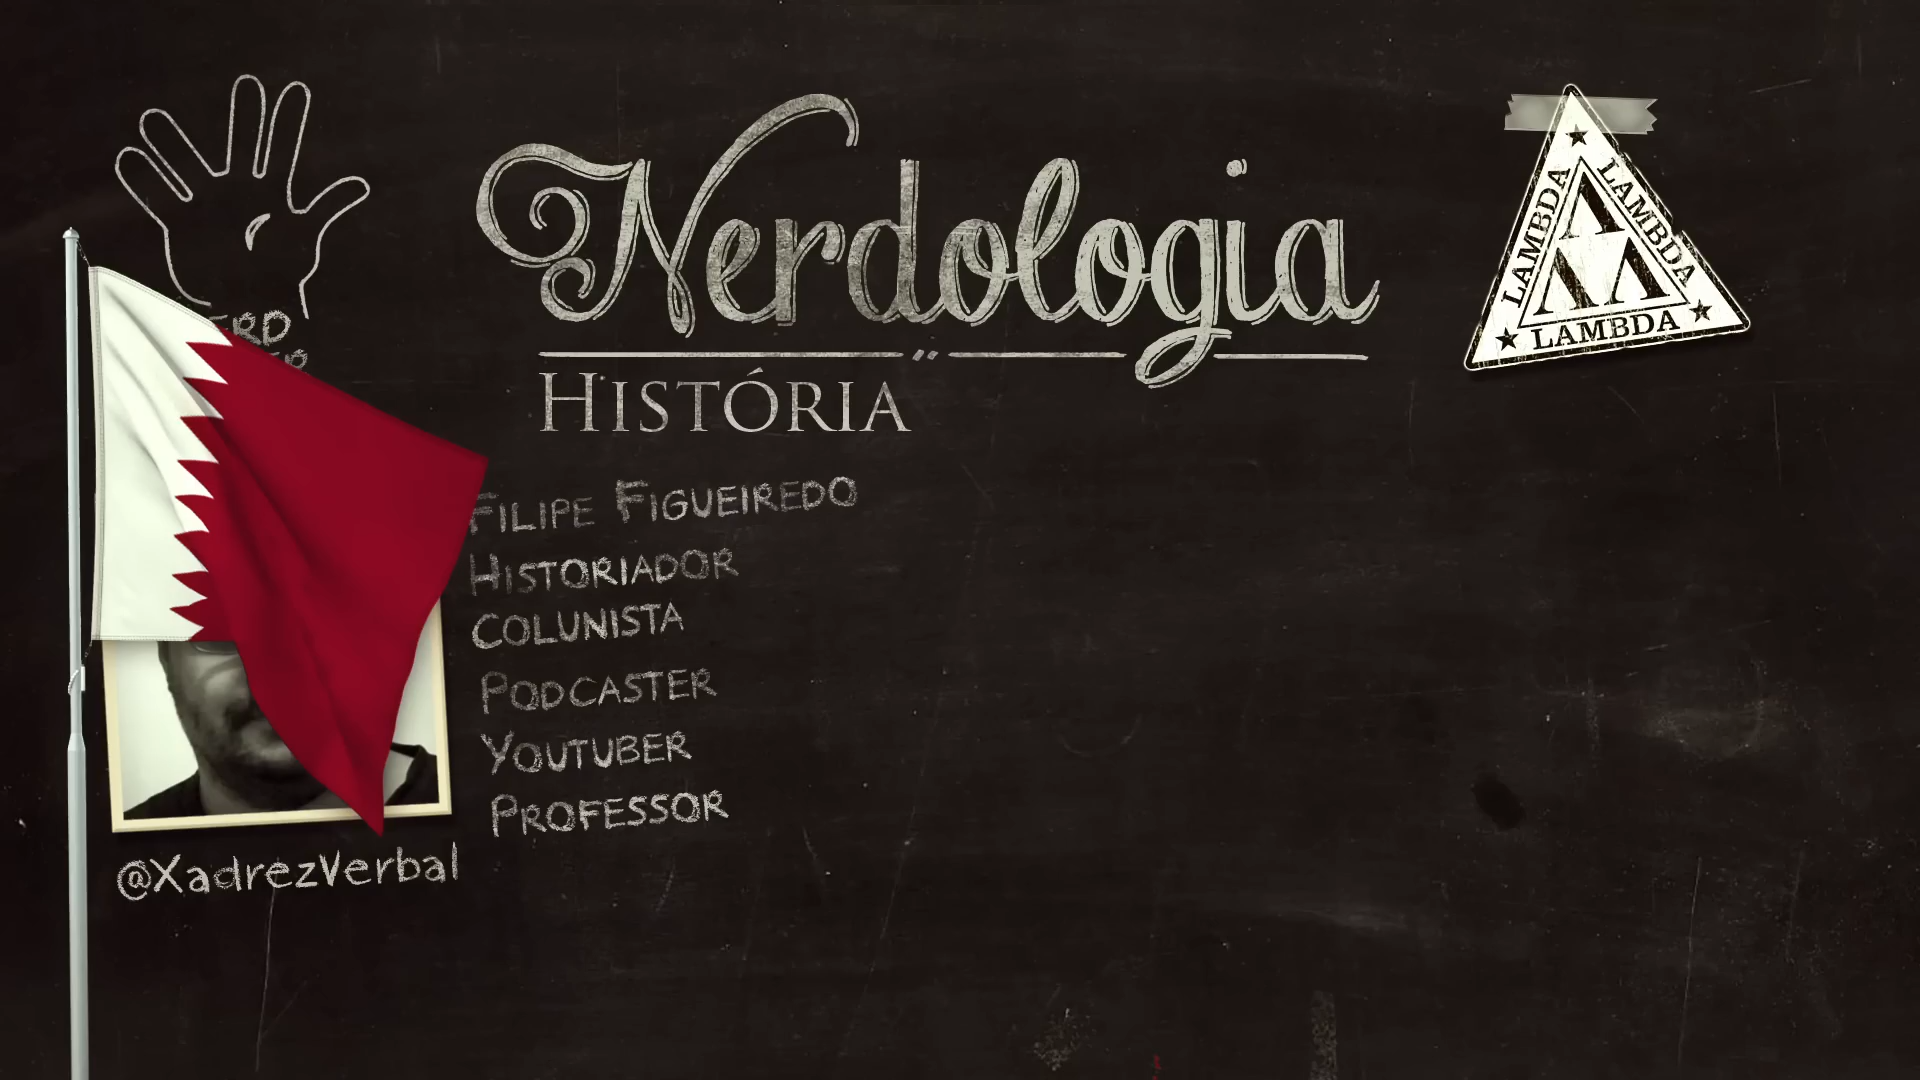 Nerdologia
HISTÓRIA
LAMBDA
LAMBDA
LAMBDA
FILIPE FIGUEIREDO
HISTORIADOR
COLUNISTA
PODCASTER
YOUTUBER
PROFESSOR
@XadrezVerbal